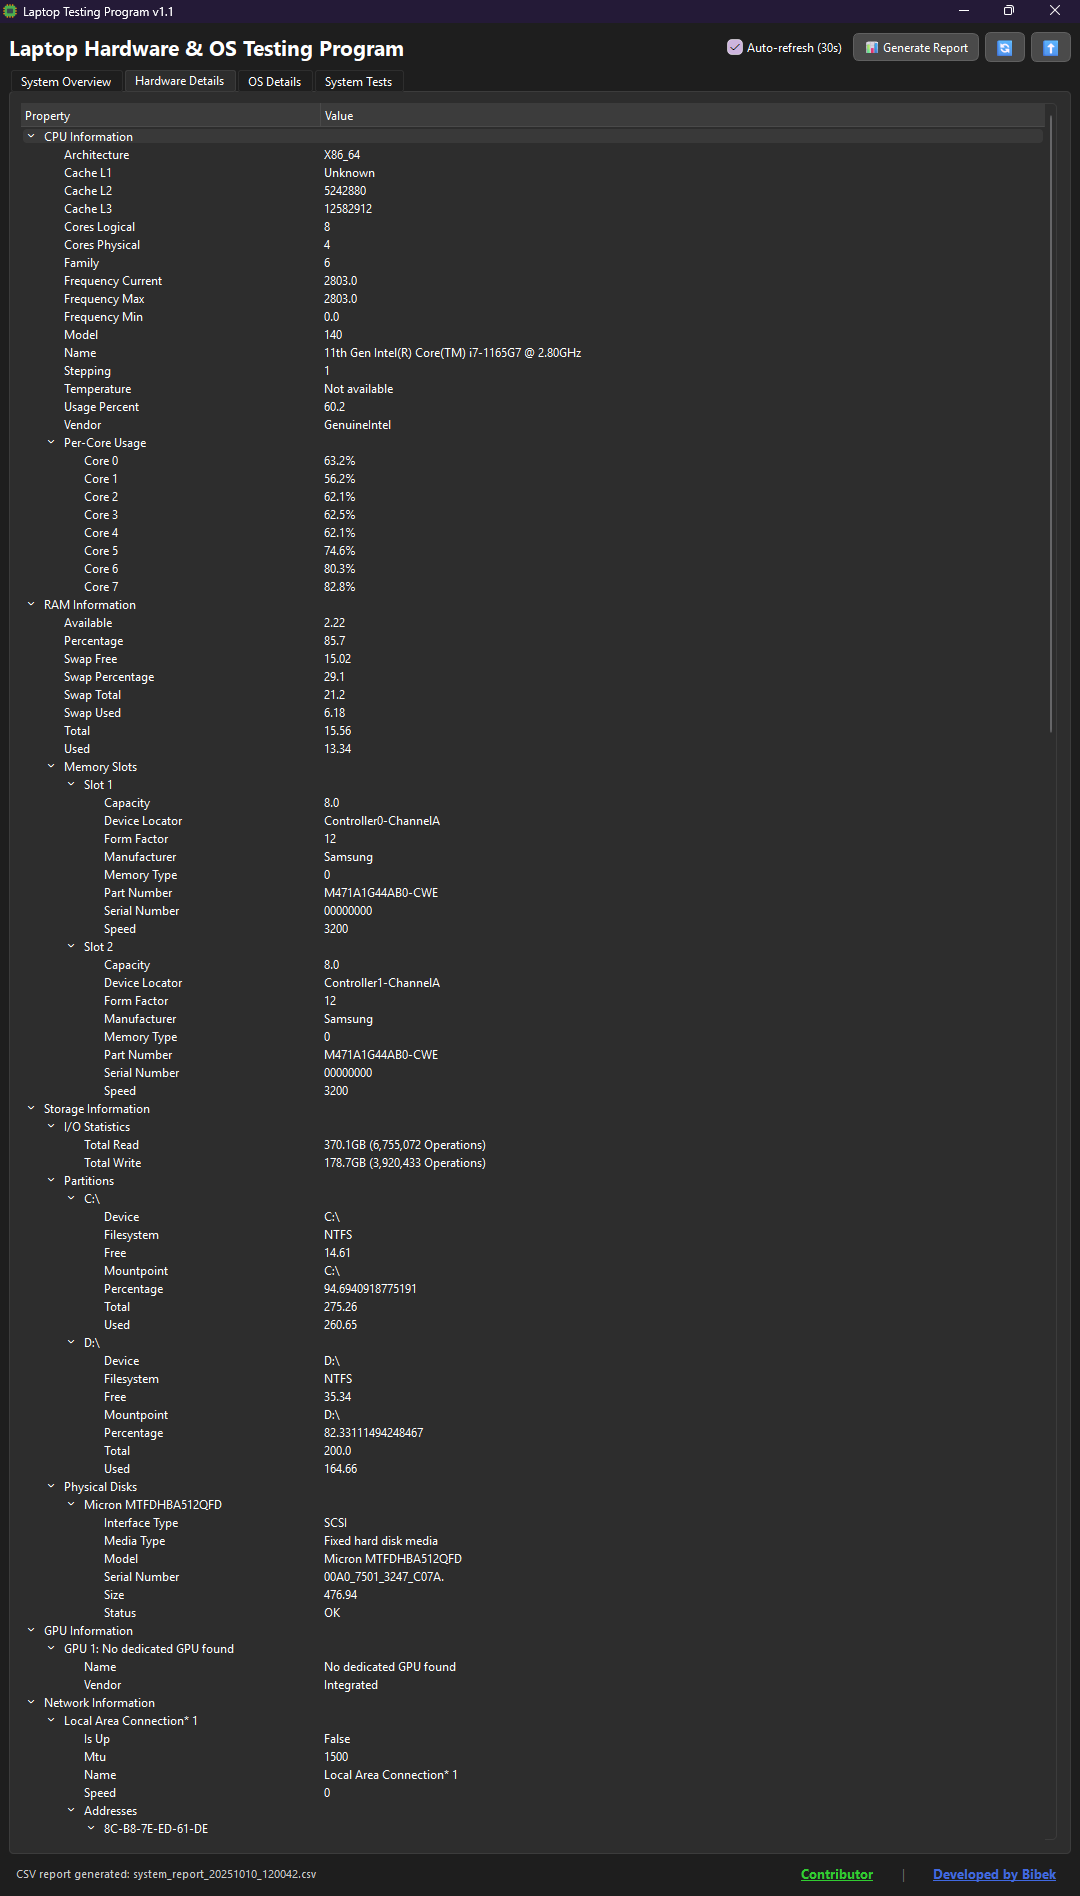 Laptop Testing Program v1.1
Laptop Hardware & OS Testing Program
Auto-refresh (30s)
Generate Report
System Overview
Hardware Details
OS Details
System Tests
Property Value
CPU Information
Architecture X86_64
Cache L1 Unknown
Cache L2 5242880
Cache L3 12582912
Cores Logical 8
Cores Physical 4
Family 6
Frequency Current 2803.0
Frequency Max 2803.0
Frequency Min 0.0
Model 140
Name 11th Gen Intel(R) Core(TM) i7-1165G7 @ 2.80GHz
Stepping 1
Temperature Not available
Usage Percent 60.2
Vendor GenuineIntel
Per-Core Usage
Core 0 63.2%
Core 1 56.2%
Core 2 62.1%
Core 3 62.5%
Core 4 62.1%
Core 5 74.6%
Core 6 80.3%
Core 7 82.8%
RAM Information
Available 2.22
Percentage 85.7
Swap Free 15.02
Swap Percentage 29.1
Swap Total 21.2
Swap Used 6.18
Total 15.56
Used 13.34
Memory Slots
Slot 1
Capacity 8.0
Device Locator Controller0-ChannelA
Form Factor 12
Manufacturer Samsung
Memory Type 0
Part Number M471A1G44AB0-CWE
Serial Number 00000000
Speed 3200
Slot 2
Capacity 8.0
Device Locator Controller1-ChannelA
Form Factor 12
Manufacturer Samsung
Memory Type 0
Part Number M471A1G44AB0-CWE
Serial Number 00000000
Speed 3200
Storage Information
I/O Statistics
Total Read 370.1GB (6,755,072 Operations)
Total Write 178.7GB (3,920,433 Operations)
Partitions
C:\
Device C:\
Filesystem NTFS
Free 14.61
Mountpoint C:\
Percentage 94.6940918775191
Total 275.26
Used 260.65
D:\
Device D:\
Filesystem NTFS
Free 35.34
Mountpoint D:\
Percentage 82.33111494248467
Total 200.0
Used 164.66
Physical Disks
Micron MTFDHBA512QFD
Interface Type SCSI
Media Type Fixed hard disk media
Model Micron MTFDHBA512QFD
Serial Number 00A0_7501_3247_C07A.
Size 476.94
Status OK
GPU Information
GPU 1: No dedicated GPU found
Name No dedicated GPU found
Vendor Integrated
Network Information
Local Area Connection* 1
Is Up False
Mtu 1500
Name Local Area Connection* 1
Speed 0
Addresses
8C-B8-7E-ED-61-DE
CSV report generated: system_report_20251010_120042.csv
Contributor | Developed by Bibek